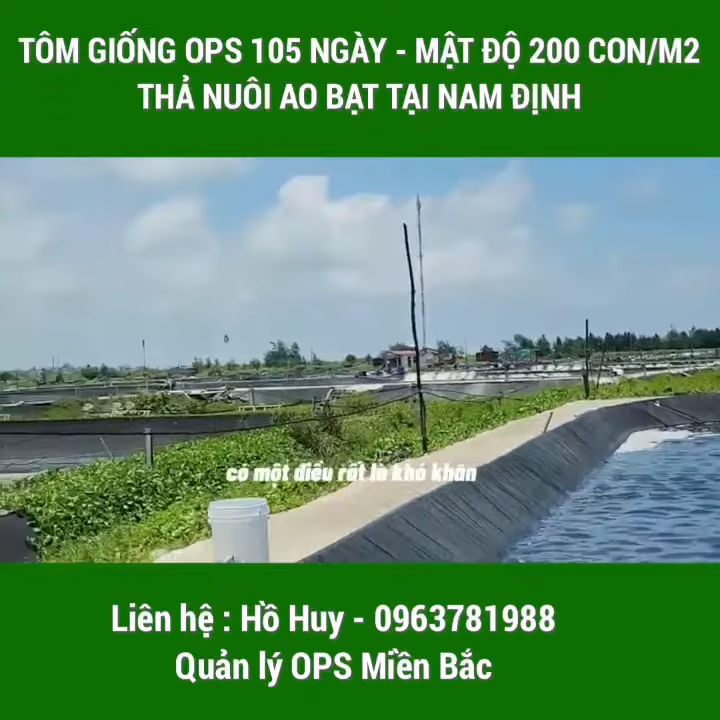 TÔM GIỐNG OPS 105 NGÀY - MẬT ĐỘ 200 CON/M2
THẢ NUÔI AO BẠT TẠI NAM ĐỊNH
có một điều rất là khó khăn
Liên hệ : Hồ Huy - 0963781988
Quản lý OPS Miền Bắc